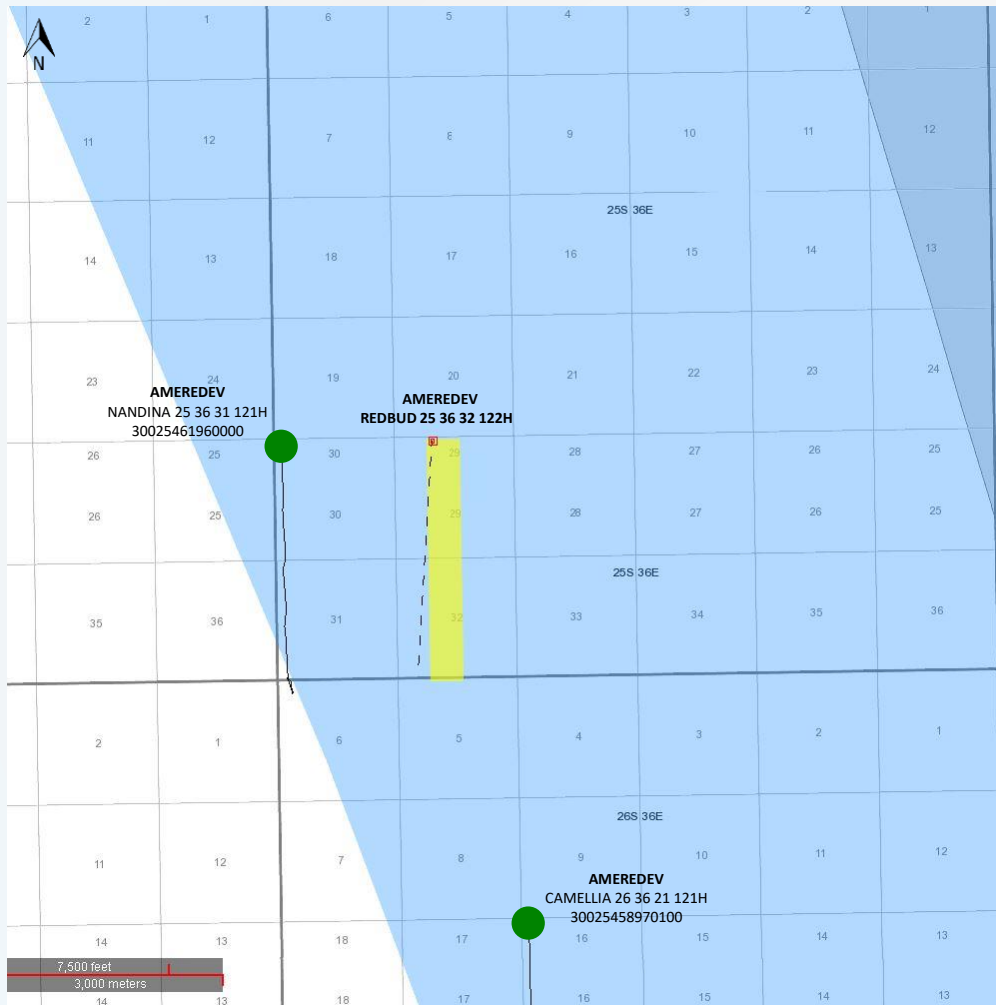 2 1 6 5 4 3 2 1
N
11 12 7 8 9 10 11 12
25S 36E
14 13 18 17 16 15 14 13
23 24 19 20 21 22 23 24
AMEREDEV
NANDINA 25 36 31 121H
30025461960000
AMEREDEV
REDBUD 25 36 32 122H
26 25 30 29 28 27 26 25
26 25 30 29 28 27 26 25
25S 36E
35 36 31 32 33 34 35 36
2 1 6 5 4 3 2 1
26S 36E
11 12 7 8 9 10 11 12
AMEREDEV
CAMELLIA 26 36 21 121H
30025458970100
14 13 18 17 16 15 14 13
7,500 feet
3,000 meters
14 13 18 17 16 15 14 13